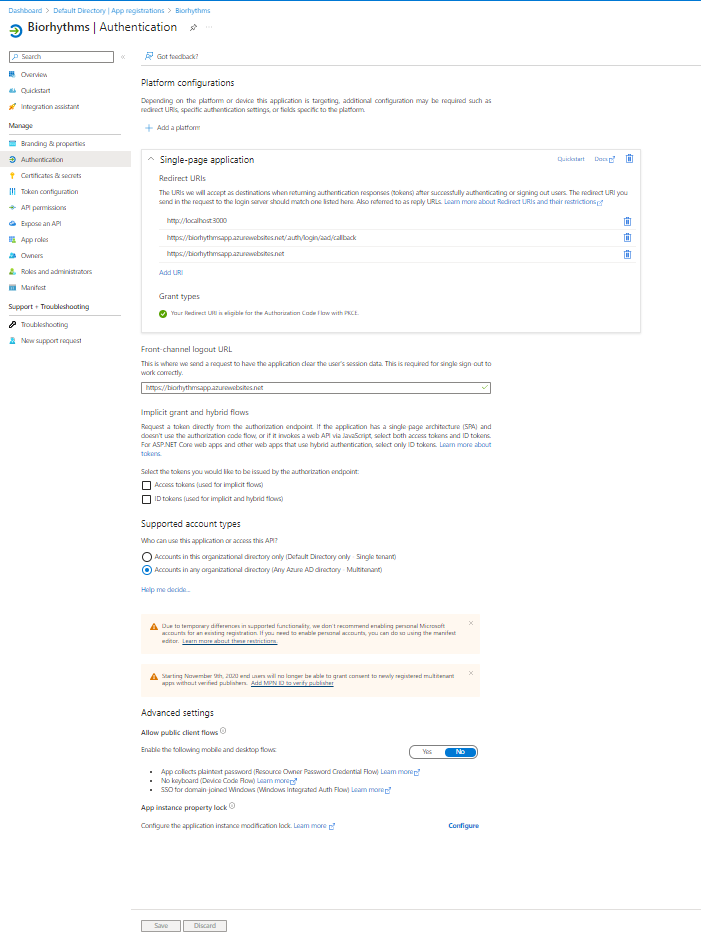 Dashboard > Default Directory | App registrations > Biorhythms
Biorhythms | Authentication
Search
Got feedback?
Overview
Quickstart
Integration assistant
Manage
Branding & properties
Authentication
Certificates & secrets
Token configuration
API permissions
Expose an API
App roles
Owners
Roles and administrators
Manifest
Support + Troubleshooting
Troubleshooting
New support request
Platform configurations
Depending on the platform or device this application is targeting, additional configuration may be required such as
redirect URIs, specific authentication settings, or fields specific to the platform.
Add a platform
Single-page application
Quickstart Docs
Redirect URIs
The URIs we will accept as destinations when returning authentication responses (tokens) after successfully authenticating or signing out users. The redirect URI you
send in the request to the login server should match one listed here. Also referred to as reply URLs. Learn more about Redirect URIs and their restrictions
http://localhost:3000
https://biorhythmsapp.azurewebsites.net/.auth/login/aad/callback
https://biorhythmsapp.azurewebsites.net
Add URI
Grant types
Your Redirect URI is eligible for the Authorization Code Flow with PKCE.
Front-channel logout URL
This is where we send a request to have the application clear the user's session data. This is required for single sign-out to
work correctly.
https://biorhythmsapp.azurewebsites.net
Implicit grant and hybrid flows
Request a token directly from the authorization endpoint. If the application has a single-page architecture (SPA) and
doesn't use the authorization code flow, or if it invokes a web API via JavaScript, select both access tokens and ID tokens.
For ASP.NET Core web apps and other web apps that use hybrid authentication, select only ID tokens. Learn more about
tokens.
Select the tokens you would like to be issued by the authorization endpoint:
Access tokens (used for implicit flows)
ID tokens (used for implicit and hybrid flows)
Supported account types
Who can use this application or access this API?
Accounts in this organizational directory only (Default Directory only - Single tenant)
Accounts in any organizational directory (Any Azure AD directory - Multitenant)
Help me decide...
Due to temporary differences in supported functionality, we don't recommend enabling personal Microsoft
accounts for an existing registration. If you need to enable personal accounts, you can do so using the manifest
editor. Learn more about these restrictions.
Starting November 9th, 2020 end users will no longer be able to grant consent to newly registered multitenant
apps without verified publishers. Add MPN ID to verify publisher
Advanced settings
Allow public client flows
Enable the following mobile and desktop flows:
Yes No
• App collects plaintext password (Resource Owner Password Credential Flow) Learn more
• No keyboard (Device Code Flow) Learn more
• SSO for domain-joined Windows (Windows Integrated Auth Flow) Learn more
App instance property lock
Configure the application instance modification lock. Learn more
Configure
Save Discard